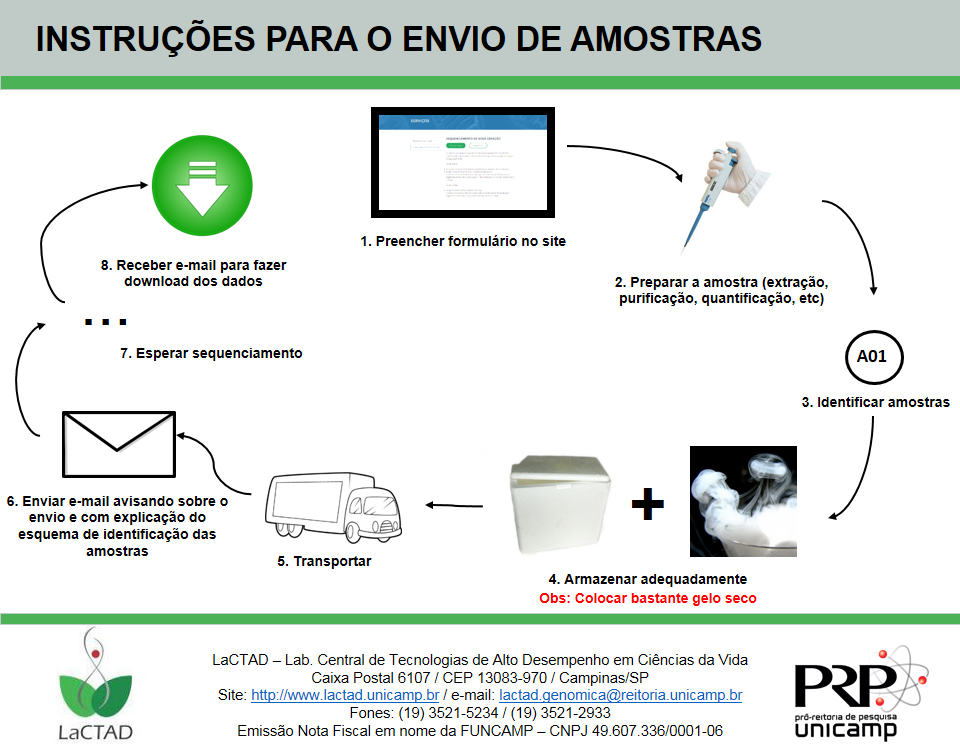 INSTRUÇÕES PARA O ENVIO DE AMOSTRAS
SERVIÇOS
SEQUENCIAMENTO DE NOVA GERAÇÃO
1. Preencher formulário no site
2. Preparar a amostra (extração,
purificação, quantificação, etc)
A01
3. Identificar amostras
+
4. Armazenar adequadamente
Obs: Colocar bastante gelo seco
5. Transportar
6. Enviar e-mail avisando sobre o
envio e com explicação do
esquema de identificação das
amostras
...
7. Esperar sequenciamento
8. Receber e-mail para fazer
download dos dados
LaCTAD
LaCTAD – Lab. Central de Tecnologias de Alto Desempenho em Ciências da Vida
Caixa Postal 6107 / CEP 13083-970 / Campinas/SP
Site: http://www.lactad.unicamp.br / e-mail: lactad.genomica@reitoria.unicamp.br
Fones: (19) 3521-5234 / (19) 3521-2933
Emissão Nota Fiscal em nome da FUNCAMP – CNPJ 49.607.336/0001-06
PRP
pró-reitoria de pesquisa
unicamp